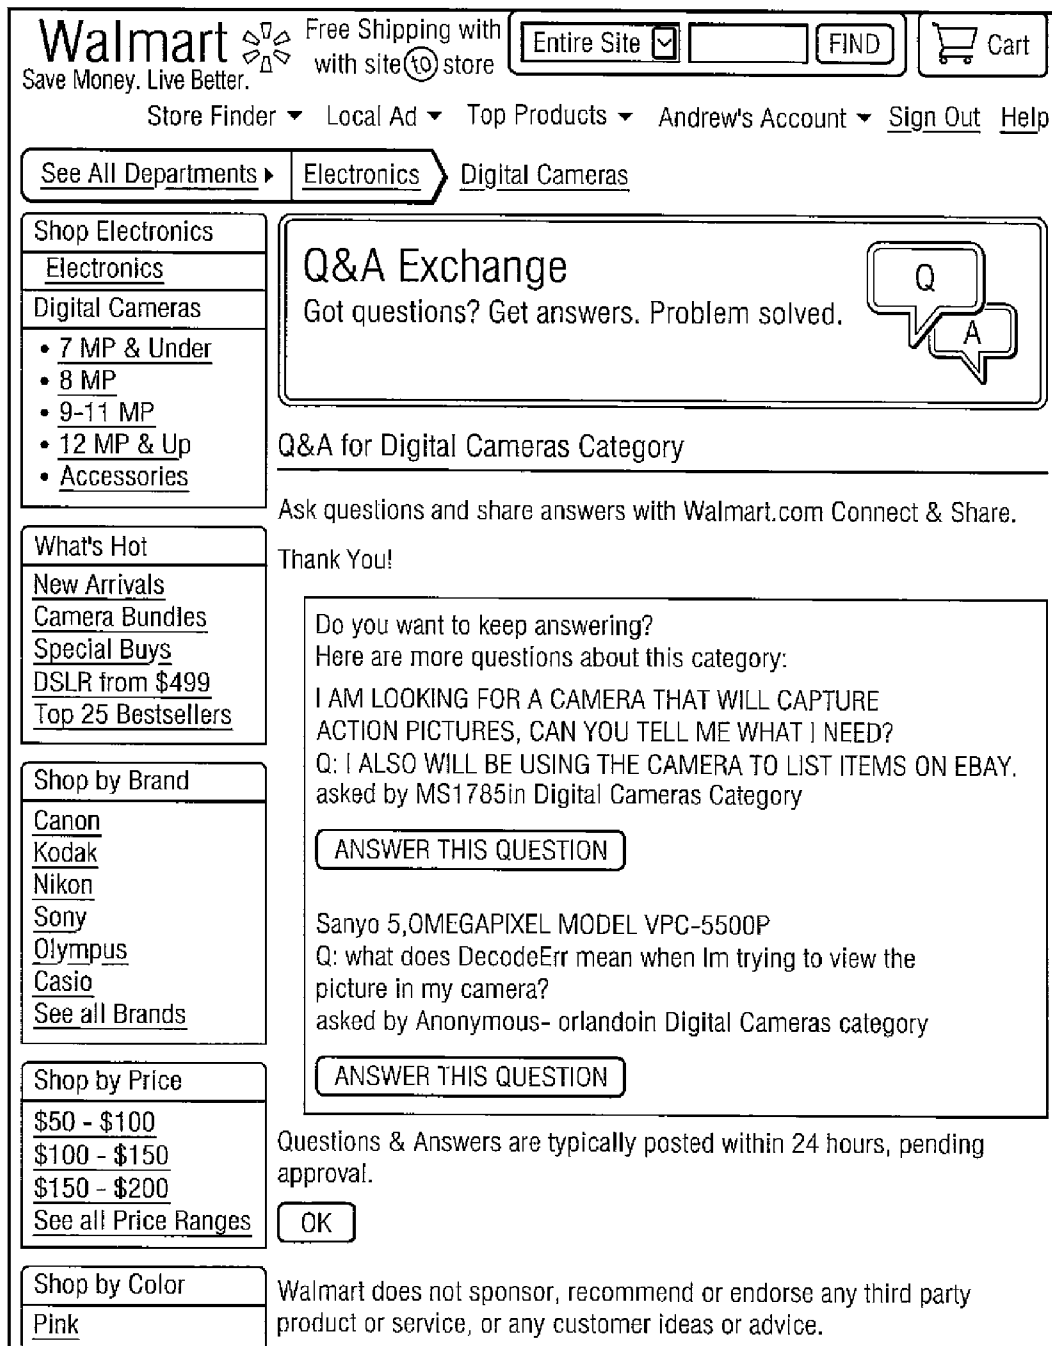 Walmart
Save Money. Live Better.
Free Shipping with
with site to store
Entire Site
FIND
Cart
Store Finder
Local Ad
Top Products
Andrew's Account
Sign Out
Help
See All Departments
Electronics
Digital Cameras
Shop Electronics
Electronics
Digital Cameras
• 7 MP & Under
• 8 MP
• 9-11 MP
• 12 MP & Up
• Accessories
What's Hot
New Arrivals
Camera Bundles
Special Buys
DSLR from $499
Top 25 Bestsellers
Shop by Brand
Canon
Kodak
Nikon
Sony
Olympus
Casio
See all Brands
Shop by Price
$50 - $100
$100 - $150
$150 - $200
See all Price Ranges
Shop by Color
Pink
Q&A Exchange
Got questions? Get answers. Problem solved.
Q
A
Q&A for Digital Cameras Category
Ask questions and share answers with Walmart.com Connect & Share.
Thank You!
Do you want to keep answering?
Here are more questions about this category:
I AM LOOKING FOR A CAMERA THAT WILL CAPTURE
ACTION PICTURES, CAN YOU TELL ME WHAT I NEED?
Q: I ALSO WILL BE USING THE CAMERA TO LIST ITEMS ON EBAY.
asked by MS1785in Digital Cameras Category
ANSWER THIS QUESTION
Sanyo 5,OMEGAPIXEL MODEL VPC-5500P
Q: what does DecodeErr mean when Im trying to view the
picture in my camera?
asked by Anonymous- orlandoin Digital Cameras category
ANSWER THIS QUESTION
Questions & Answers are typically posted within 24 hours, pending
approval.
OK
Walmart does not sponsor, recommend or endorse any third party
product or service, or any customer ideas or advice.